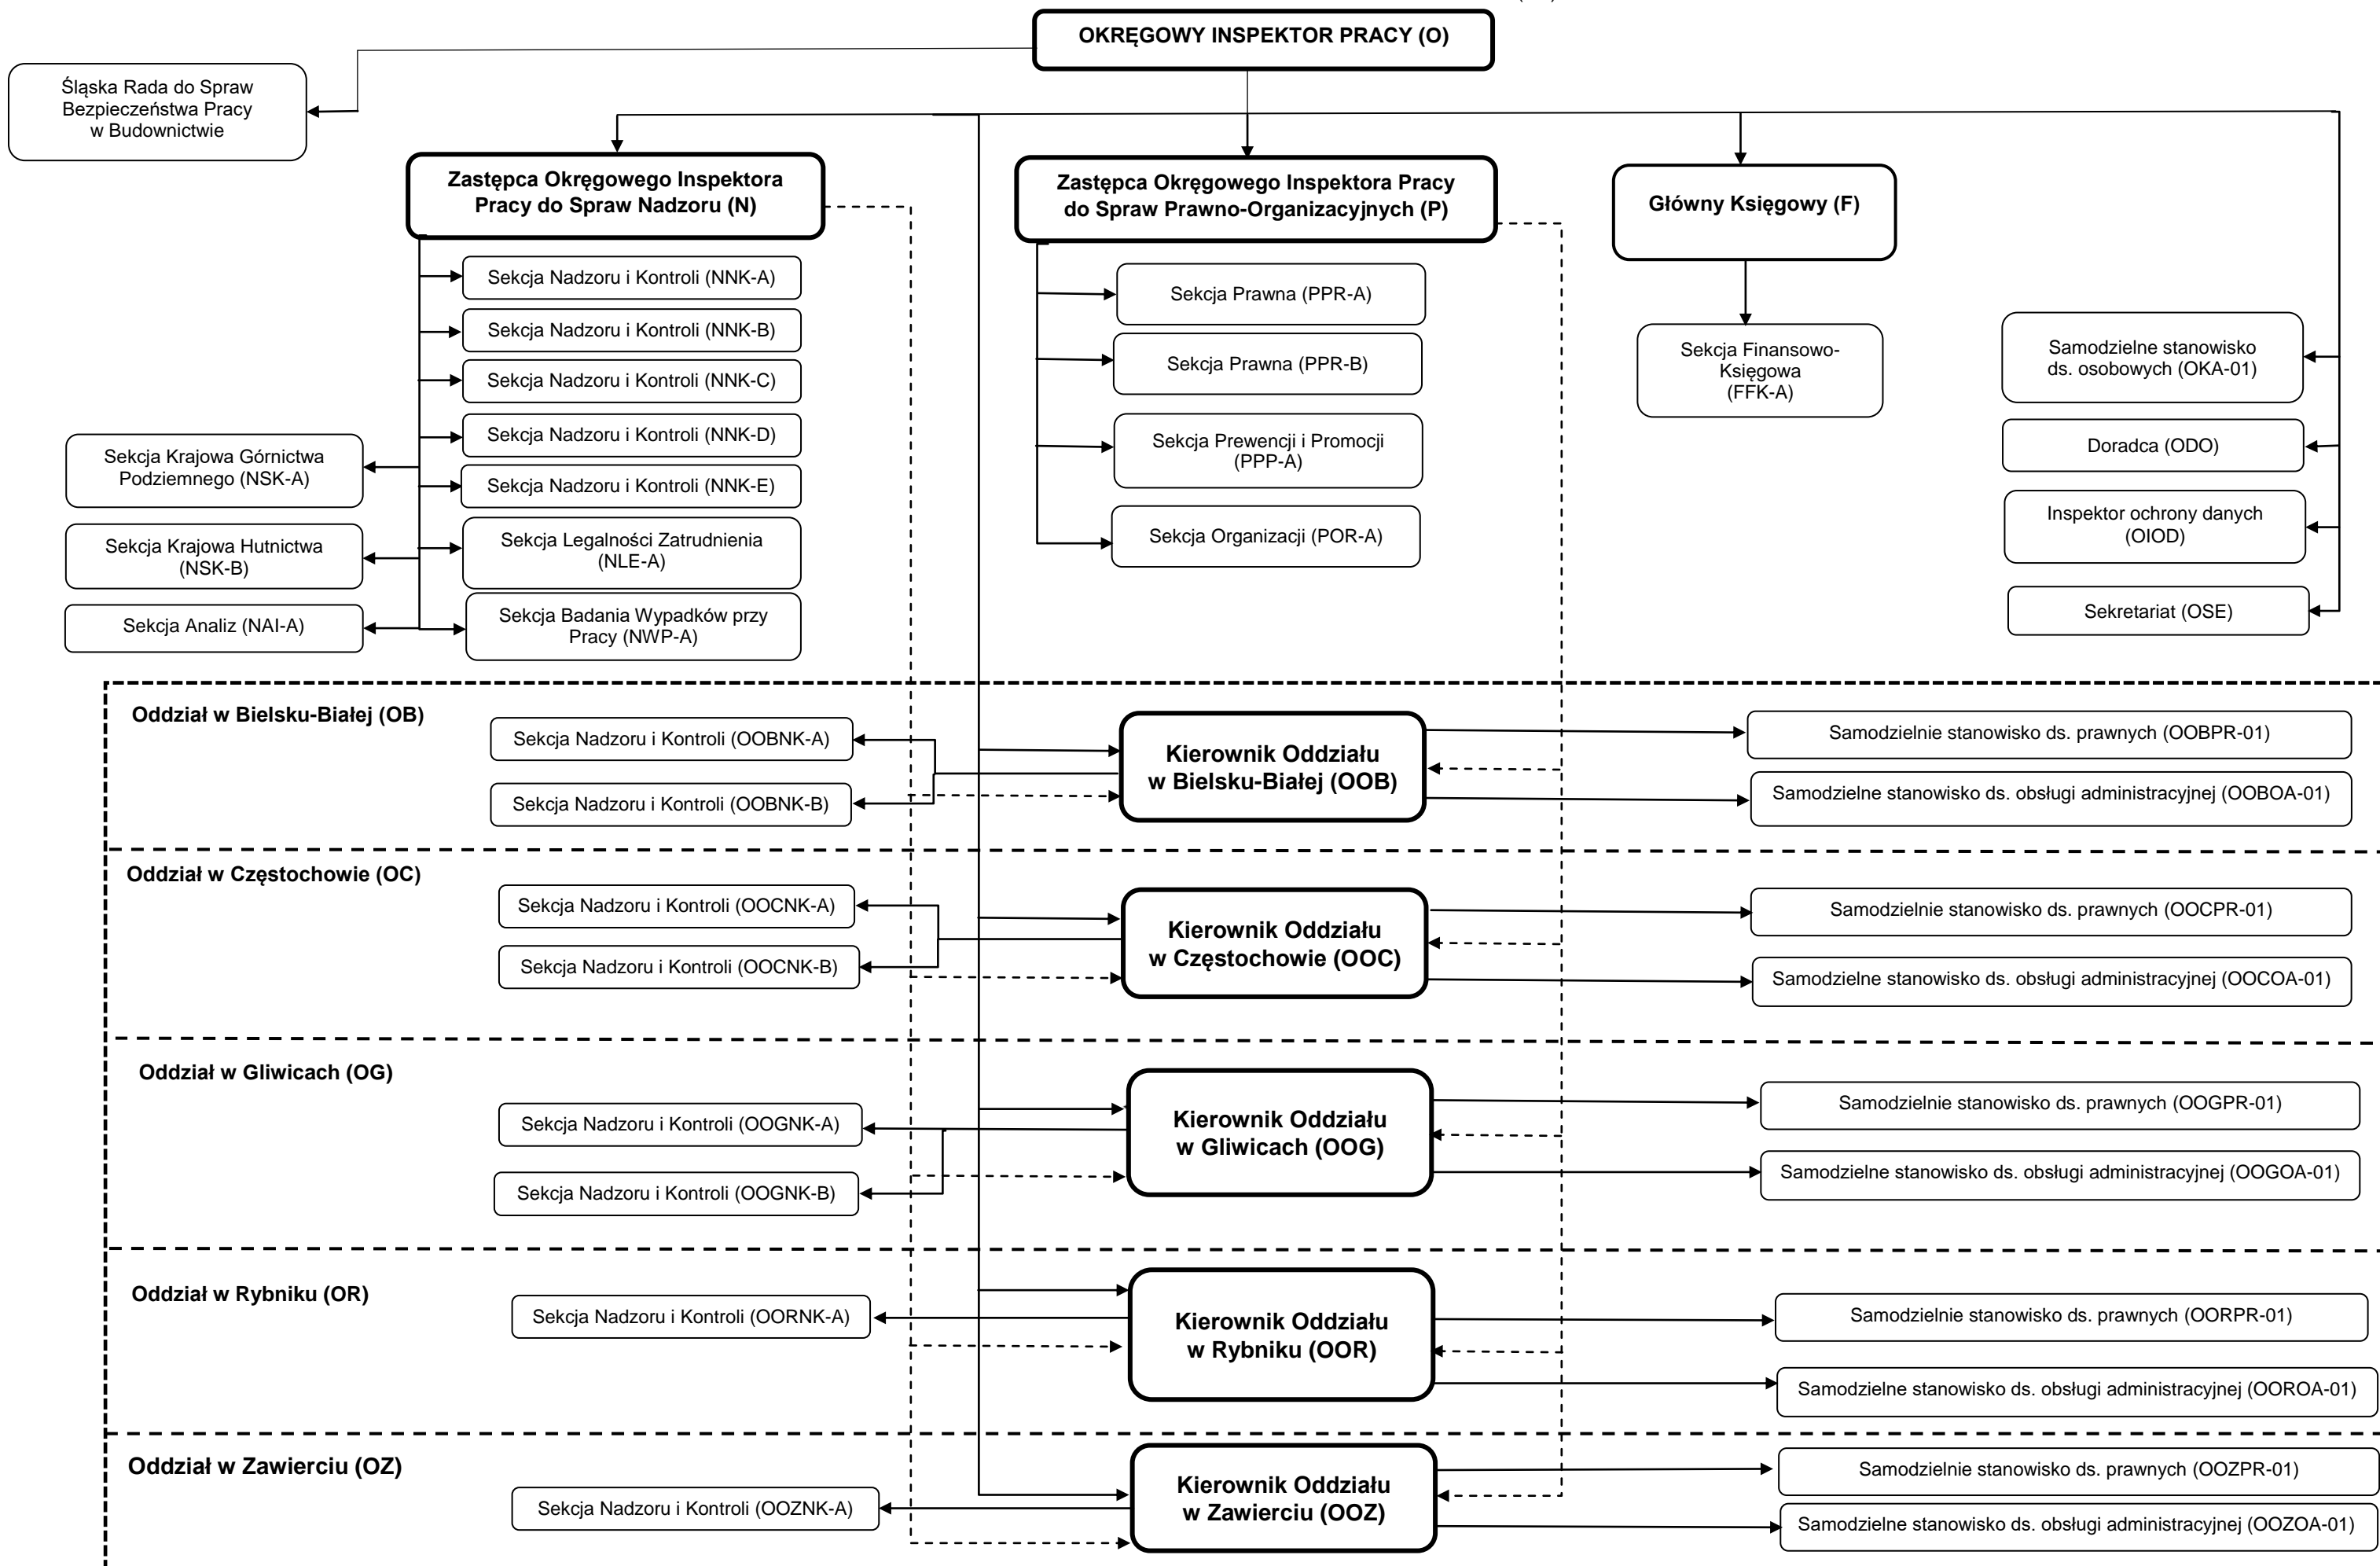 OKRĘGOWY INSPEKTOR PRACY (O)
Śląska Rada do Spraw
Bezpieczeństwa Pracy
w Budownictwie
Zastępca Okręgowego Inspektora
Pracy do Spraw Nadzoru (N)
Zastępca Okręgowego Inspektora Pracy
do Spraw Prawno-Organizacyjnych (P)
Główny Księgowy (F)
Sekcja Nadzoru i Kontroli (NNK-A)
Sekcja Nadzoru i Kontroli (NNK-B)
Sekcja Nadzoru i Kontroli (NNK-C)
Sekcja Nadzoru i Kontroli (NNK-D)
Sekcja Nadzoru i Kontroli (NNK-E)
Sekcja Legalności Zatrudnienia
(NLE-A)
Sekcja Badania Wypadków przy
Pracy (NWP-A)
Sekcja Krajowa Górnictwa
Podziemnego (NSK-A)
Sekcja Krajowa Hutnictwa
(NSK-B)
Sekcja Analiz (NAI-A)
Sekcja Prawna (PPR-A)
Sekcja Prawna (PPR-B)
Sekcja Prewencji i Promocji
(PPP-A)
Sekcja Organizacji (POR-A)
Sekcja Finansowo-
Księgowa
(FFK-A)
Samodzielne stanowisko
ds. osobowych (OKA-01)
Doradca (ODO)
Inspektor ochrony danych
(OIOD)
Sekretariat (OSE)
Oddział w Bielsku-Białej (OB)
Sekcja Nadzoru i Kontroli (OOBNK-A)
Sekcja Nadzoru i Kontroli (OOBNK-B)
Kierownik Oddziału
w Bielsku-Białej (OOB)
Samodzielnie stanowisko ds. prawnych (OOBPR-01)
Samodzielne stanowisko ds. obsługi administracyjnej (OOBOA-01)
Oddział w Częstochowie (OC)
Sekcja Nadzoru i Kontroli (OOCNK-A)
Sekcja Nadzoru i Kontroli (OOCNK-B)
Kierownik Oddziału
w Częstochowie (OOC)
Samodzielnie stanowisko ds. prawnych (OOCPR-01)
Samodzielne stanowisko ds. obsługi administracyjnej (OOCOA-01)
Oddział w Gliwicach (OG)
Sekcja Nadzoru i Kontroli (OOGNK-A)
Sekcja Nadzoru i Kontroli (OOGNK-B)
Kierownik Oddziału
w Gliwicach (OOG)
Samodzielnie stanowisko ds. prawnych (OOGPR-01)
Samodzielne stanowisko ds. obsługi administracyjnej (OOGOA-01)
Oddział w Rybniku (OR)
Sekcja Nadzoru i Kontroli (OORNK-A)
Kierownik Oddziału
w Rybniku (OOR)
Samodzielnie stanowisko ds. prawnych (OORPR-01)
Samodzielne stanowisko ds. obsługi administracyjnej (OOROA-01)
Oddział w Zawierciu (OZ)
Sekcja Nadzoru i Kontroli (OOZNK-A)
Kierownik Oddziału
w Zawierciu (OOZ)
Samodzielnie stanowisko ds. prawnych (OOZPR-01)
Samodzielne stanowisko ds. obsługi administracyjnej (OOZOA-01)